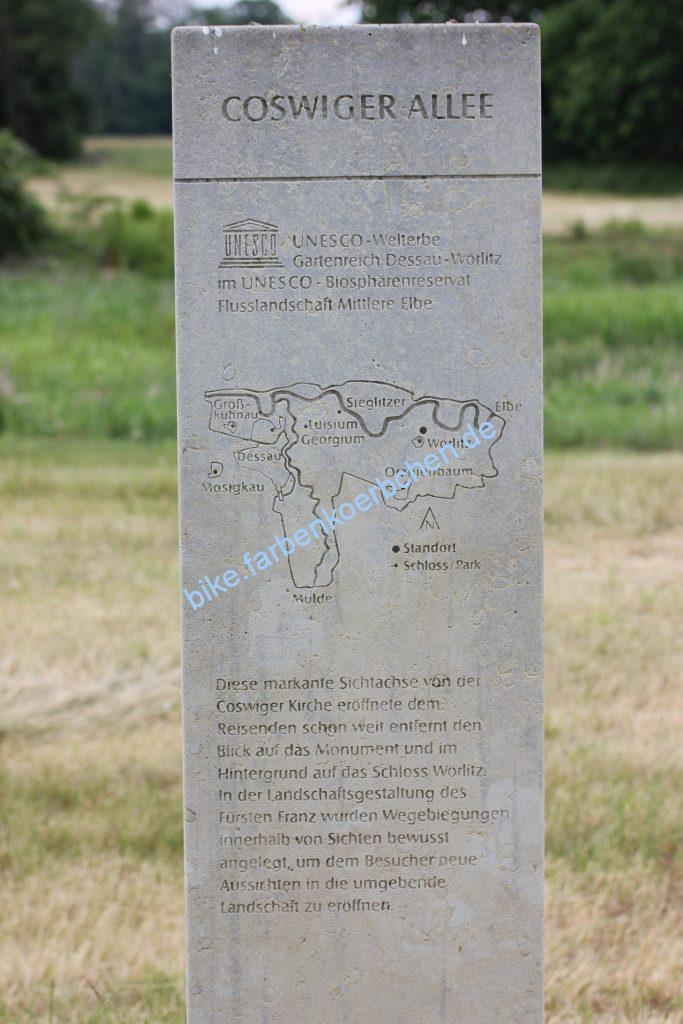 COSWIGER ALLEE
UNESCO
UNESCO-Welterbe
Gartenreich Dessau-Wörlitz
im UNESCO - Biosphärenreservat
Flusslandschaft Mittlere Elbe
Groß-
kühnau
Sieglitzer
Elbe
Luisium
Georgium
Wörlitz
Dessau
Oranienbaum
Mosigkau
Standort
Schloss/Park
Mulde
bike.farbenkoerbchen.de
Diese markante Sichtachse von der
Coswiger Kirche eröffnete dem
Reisenden schon weit entfernt den
Blick auf das Monument und im
Hintergrund auf das Schloss Wörlitz.
In der Landschaftsgestaltung des
Fürsten Franz wurden Wegebiegungen
innerhalb von Sichten bewusst
angelegt, um dem Besucher neue
Aussichten in die umgebende
Landschaft zu eröffnen.